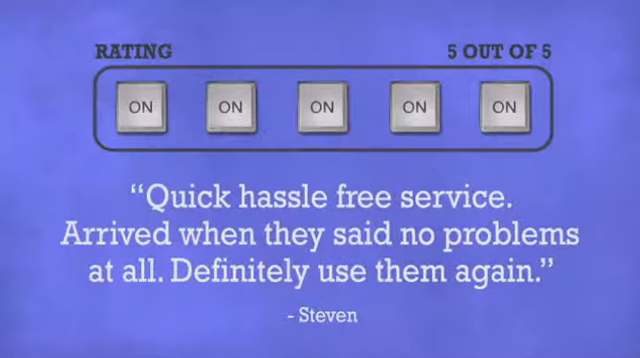 RATING 5 OUT OF 5
ON ON ON ON ON
“Quick hassle free service.
Arrived when they said no problems
at all. Definitely use them again.”
- Steven